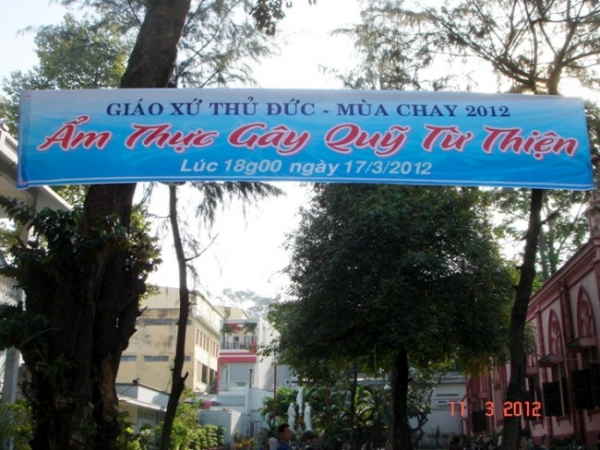 GIÁO XỨ THỦ ĐỨC - MÙA CHAY 2012
Ẩm Thực Gây Quỹ Từ Thiện
Lúc 18g00 ngày 17/3/2012
11 3 2012